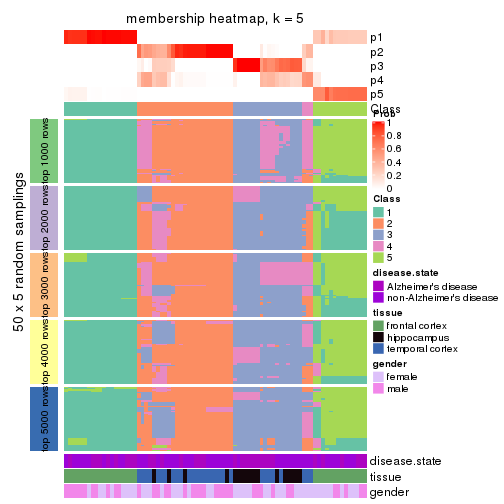 membership heatmap, k = 5
p1
p2
p3
p4
p5
Class
50 x 5 random samplings
top 1000 rows
top 2000 rows
top 3000 rows
top 4000 rows
top 5000 rows
Prob
1
0.8
0.6
0.4
0.2
0
Class
1
2
3
4
5
disease.state
Alzheimer's disease
non-Alzheimer's disease
tissue
frontal cortex
hippocampus
temporal cortex
gender
female
male
disease.state
tissue
gender